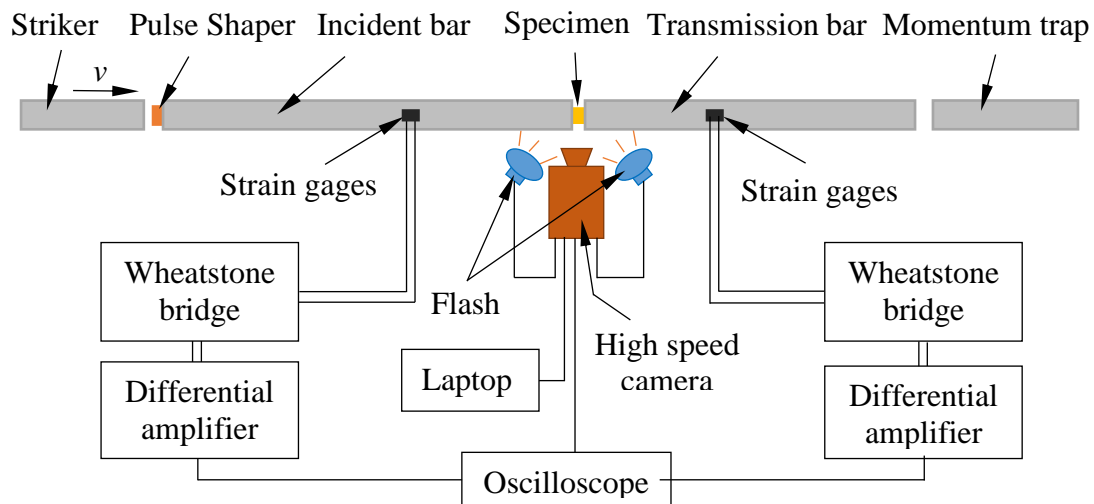 Striker
Pulse Shaper
Incident bar
Specimen
Transmission bar
Momentum trap
v
Strain gages
Strain gages
Wheatstone
bridge
Flash
High speed
camera
Wheatstone
bridge
Laptop
Differential
amplifier
Differential
amplifier
Oscilloscope